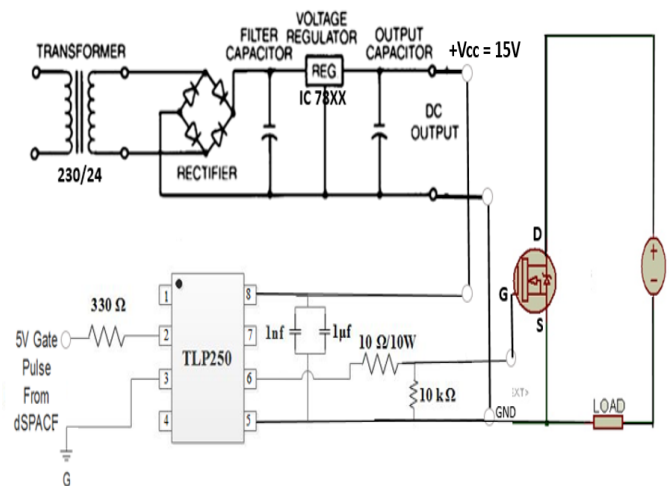 TRANSFORMER
230/24
RECTIFIER
FILTER
CAPACITOR
VOLTAGE
REGULATOR
REG
IC 78XX
OUTPUT
CAPACITOR
+Vcc = 15V
DC
OUTPUT
D
G
S
+
-
330 Ω
5V Gate
Pulse
From
dSPACF
G
1
2
3
4
TLP250
8
7
6
5
1nf
1μf
10 Ω/10W
10 kΩ
GND
LOAD